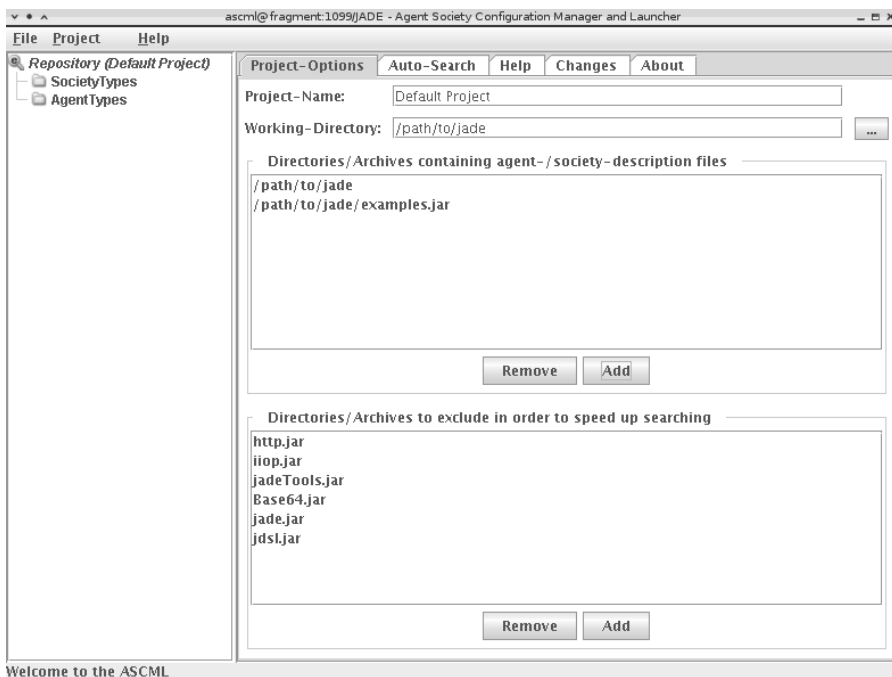 ascml@fragment:1099/JADE - Agent Society Configuration Manager and Launcher
File Project Help
Repository (Default Project)
SocietyTypes
AgentTypes
Project-Options Auto-Search Help Changes About
Project-Name: Default Project
Working-Directory: /path/to/jade ...
Directories/Archives containing agent-/society-description files
/path/to/jade
/path/to/jade/examples.jar
Remove Add
Directories/Archives to exclude in order to speed up searching
http.jar
iiop.jar
jadeTools.jar
Base64.jar
jade.jar
jdsl.jar
Remove Add
Welcome to the ASCML